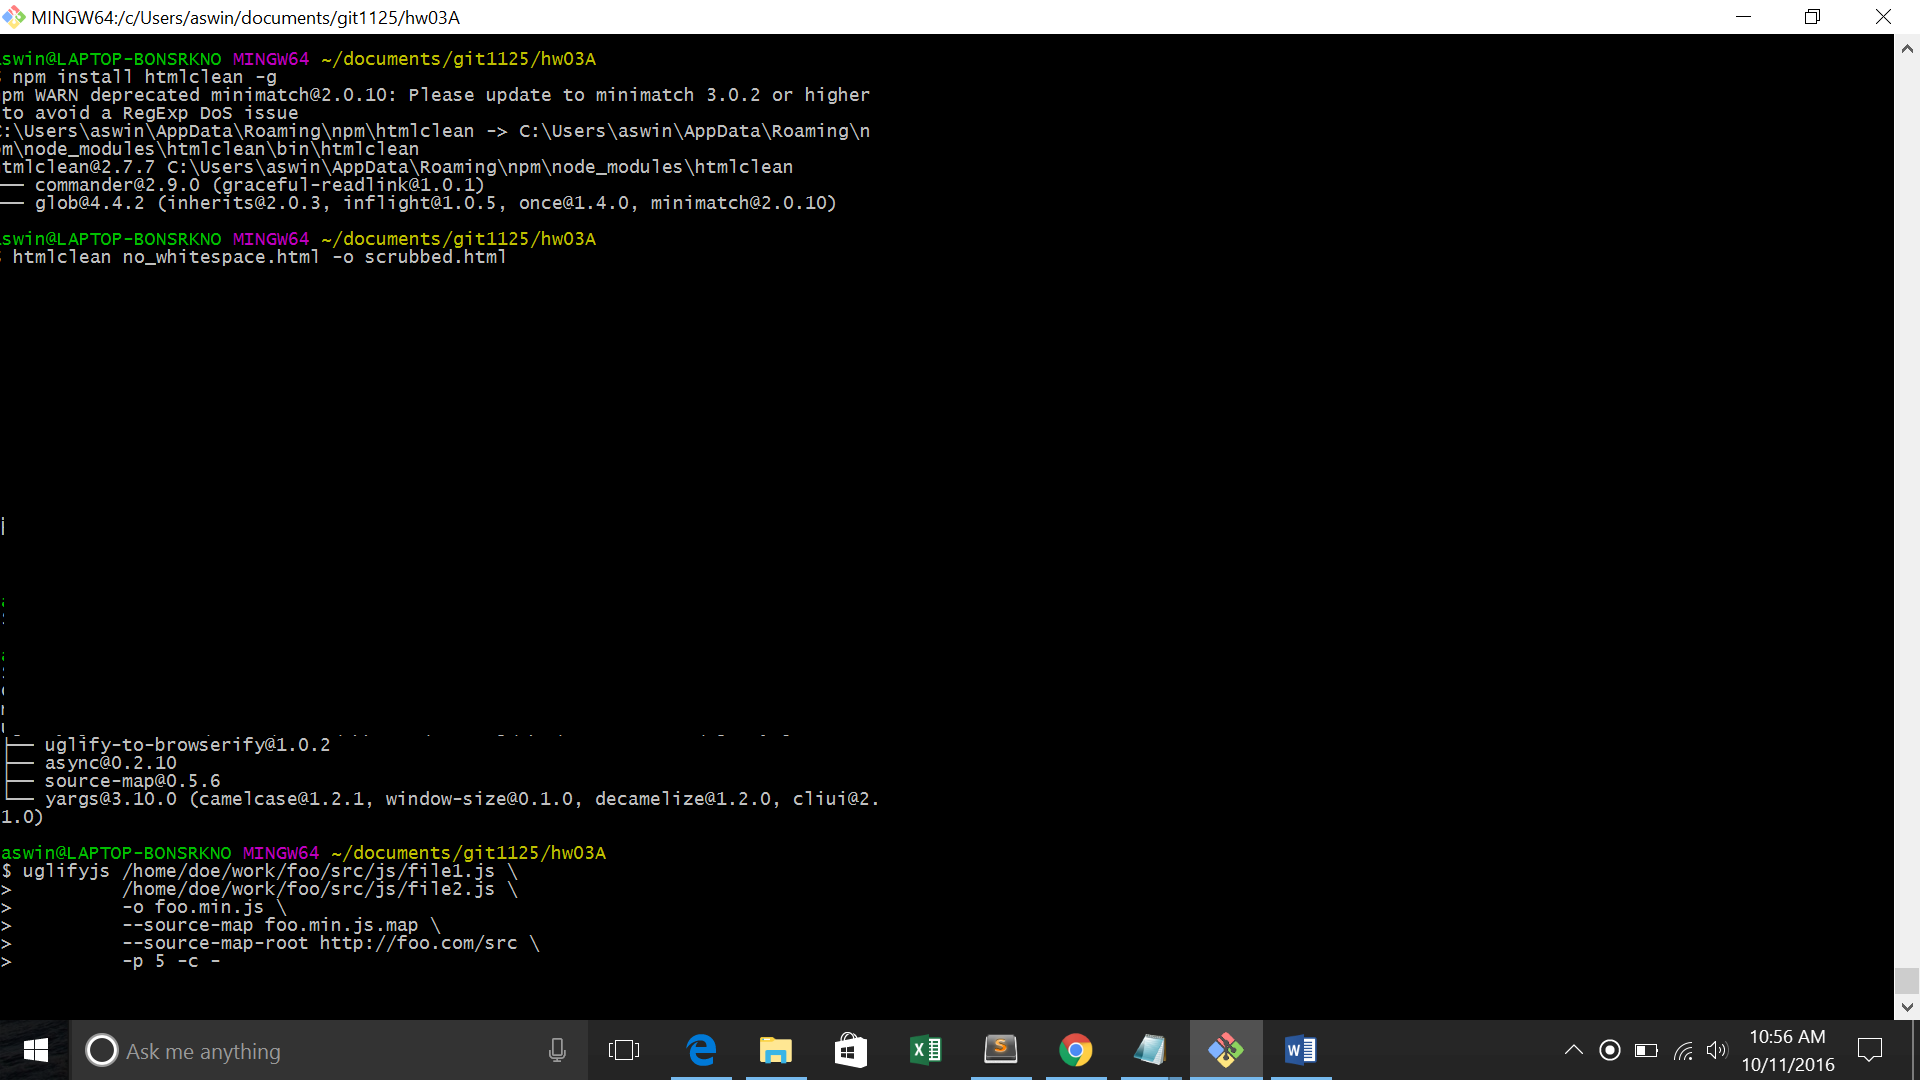 MINGW64:/c/Users/aswin/documents/git1125/hw03A
swin@LAPTOP-BONSRKNO MINGW64 ~/documents/git1125/hw03A
npm install htmlclean -g
pm WARN deprecated minimatch@2.0.10: Please update to minimatch 3.0.2 or higher
to avoid a RegExp DoS issue
:\Users\aswin\AppData\Roaming\npm\htmlclean -> C:\Users\aswin\AppData\Roaming\n
m\node_modules\htmlclean\bin\htmlclean
tmlclean@2.7.7 C:\Users\aswin\AppData\Roaming\npm\node_modules\htmlclean
── commander@2.9.0 (graceful-readlink@1.0.1)
── glob@4.4.2 (inherits@2.0.3, inflight@1.0.5, once@1.4.0, minimatch@2.0.10)
swin@LAPTOP-BONSRKNO MINGW64 ~/documents/git1125/hw03A
htmlclean no_whitespace.html -o scrubbed.html
├── uglify-to-browserify@1.0.2
├── async@0.2.10
├── source-map@0.5.6
└── yargs@3.10.0 (camelcase@1.2.1, window-size@0.1.0, decamelize@1.2.0, cliui@2.
1.0)
aswin@LAPTOP-BONSRKNO MINGW64 ~/documents/git1125/hw03A
$ uglifyjs /home/doe/work/foo/src/js/file1.js \
>          /home/doe/work/foo/src/js/file2.js \
>          -o foo.min.js \
>          --source-map foo.min.js.map \
>          --source-map-root http://foo.com/src \
>          -p 5 -c -
Ask me anything
10:56 AM
10/11/2016